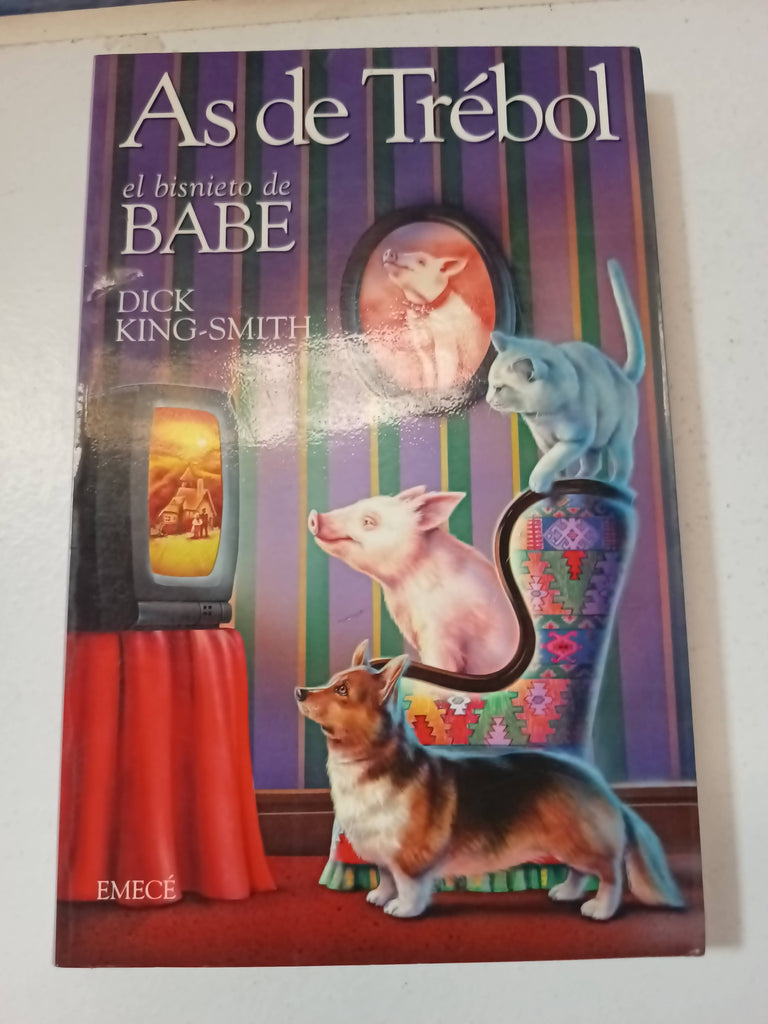 As de Trébol
el bisnieto de
BABE
DICK
KING-SMITH
EMECÉ